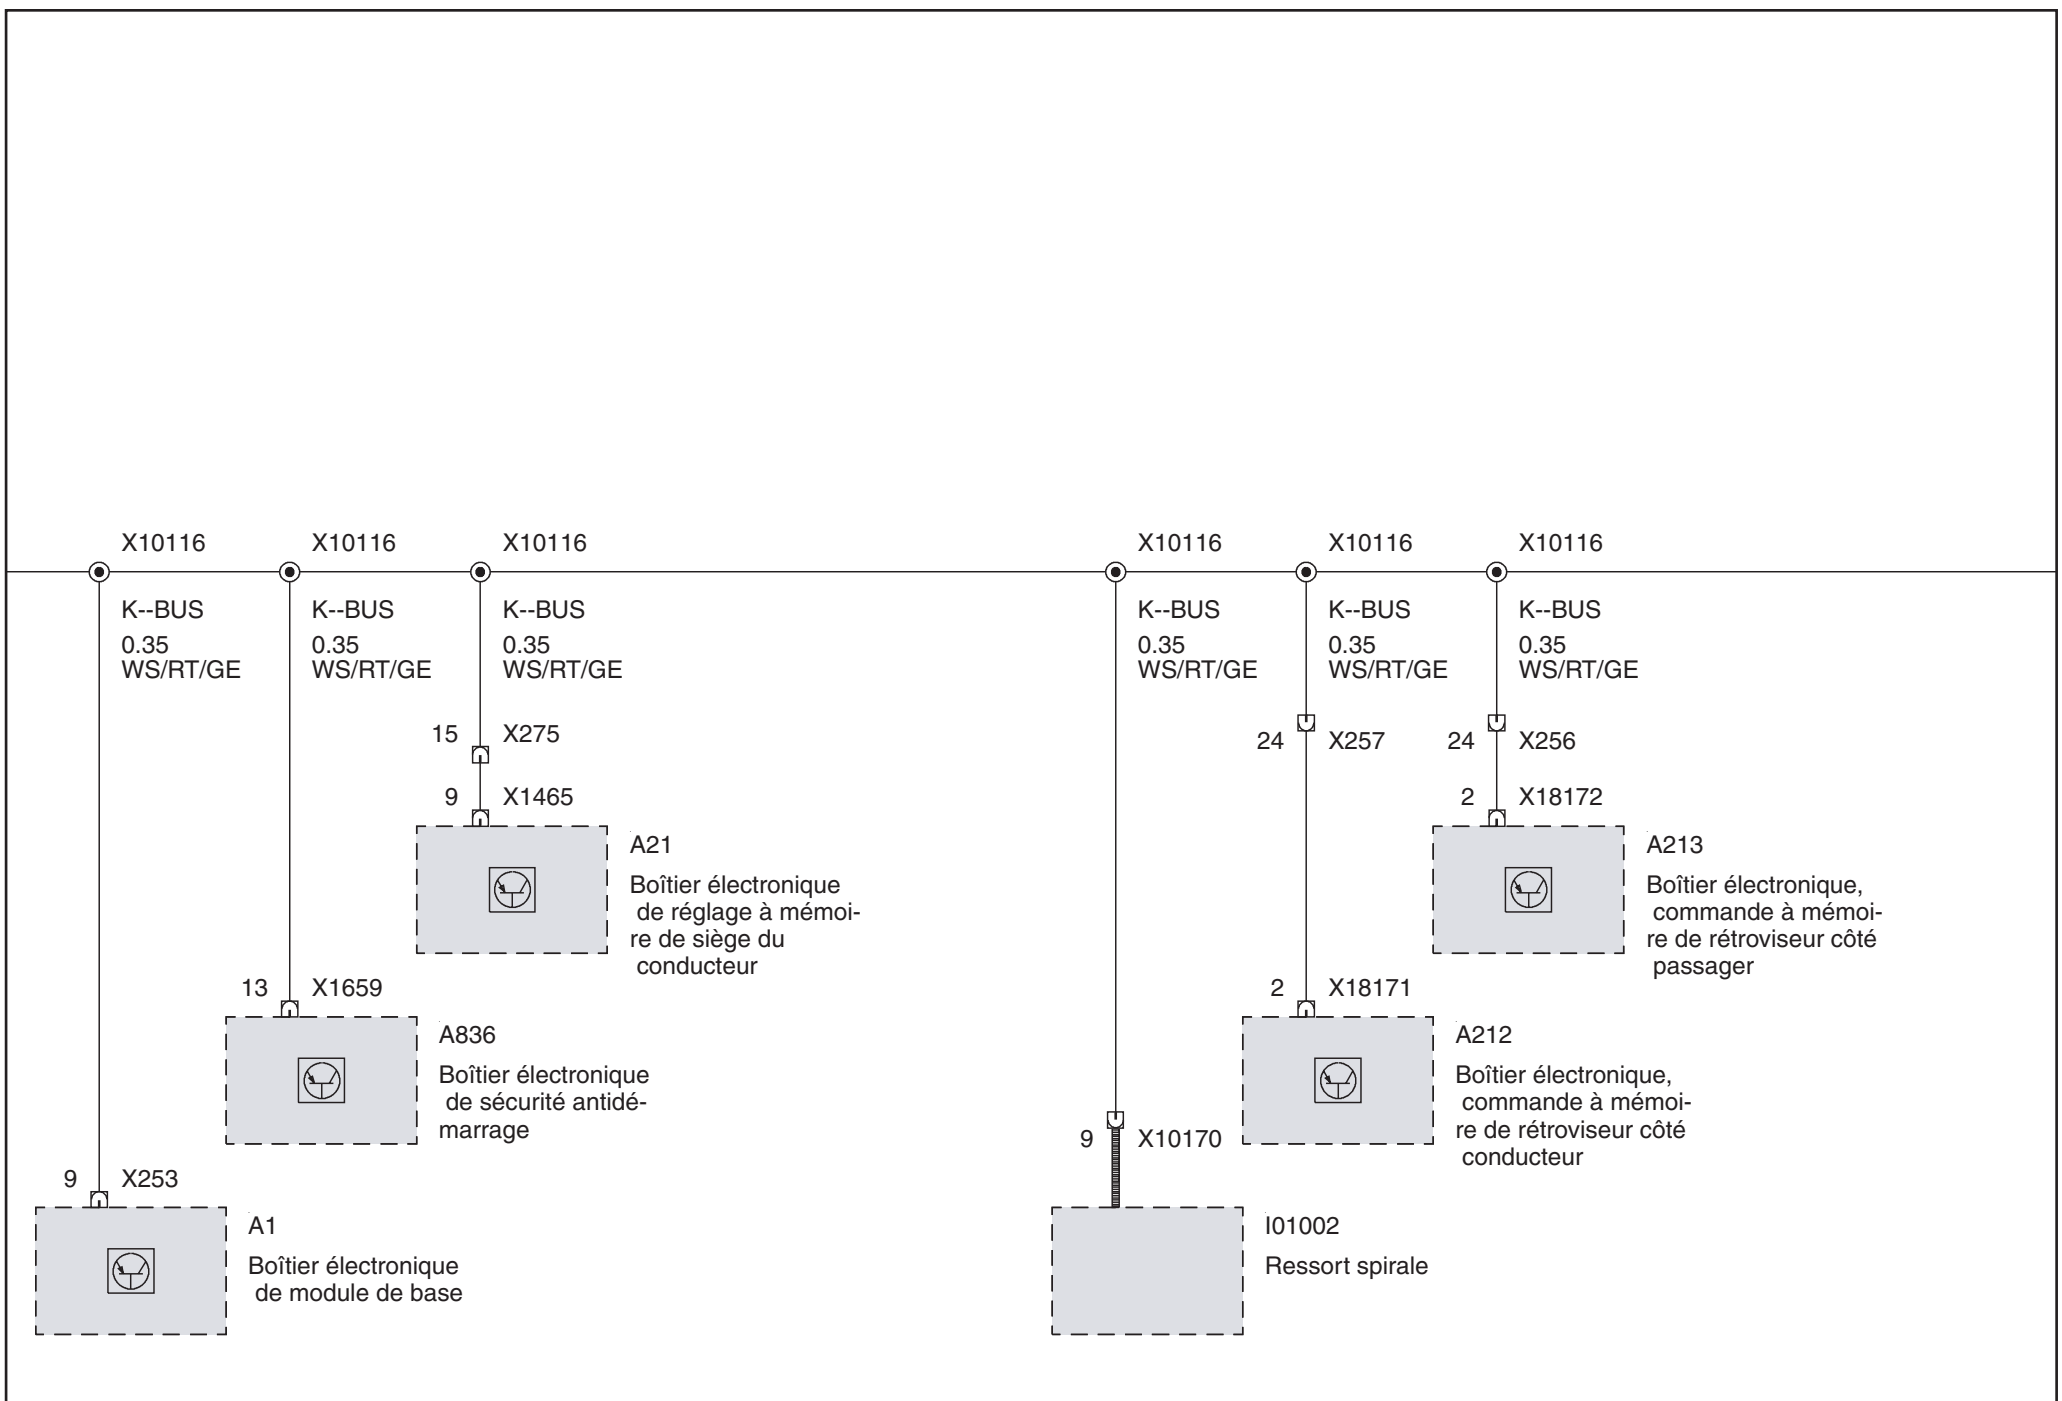 X10116
X10116
X10116
X10116
X10116
X10116
K--BUS
0.35
WS/RT/GE
K--BUS
0.35
WS/RT/GE
K--BUS
0.35
WS/RT/GE
K--BUS
0.35
WS/RT/GE
K--BUS
0.35
WS/RT/GE
K--BUS
0.35
WS/RT/GE
15 X275
24 X257
24 X256
9 X1465
2 X18172
A21
Boîtier électronique
de réglage à mémoi-
re de siège du
conducteur
A213
Boîtier électronique,
commande à mémoi-
re de rétroviseur côté
passager
13 X1659
2 X18171
A836
Boîtier électronique
de sécurité antidé-
marrage
A212
Boîtier électronique,
commande à mémoi-
re de rétroviseur côté
conducteur
9 X10170
9 X253
A1
Boîtier électronique
de module de base
I01002
Ressort spirale